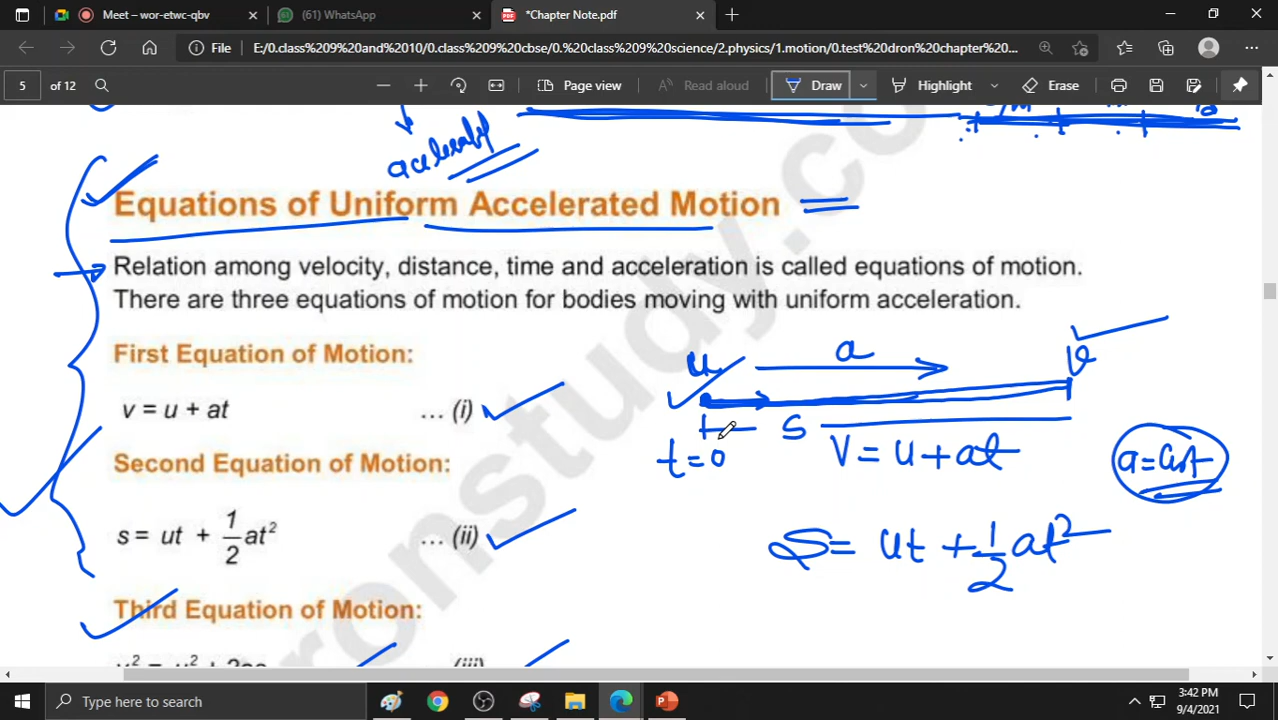 Meet – wor-etwc-qbv
(61) WhatsApp
*Chapter Note.pdf
File
E:/0.class%209%20and%2010/0.class%209%20cbse/0.%20class%209%20science/2.physics/1.motion/0.test%20dron%20chapter%20...
5 of 12
Page view
Read aloud
Draw
Highlight
Erase
acelerat
Equations of Uniform Accelerated Motion
Relation among velocity, distance, time and acceleration is called equations of motion.
There are three equations of motion for bodies moving with uniform acceleration.
First Equation of Motion:
u a v
v = u + at ... (i)
S
t=0 V = u + at a = cost
Second Equation of Motion:
s = ut + 1/2 at² ... (ii)
S = ut + 1/2 at²
Third Equation of Motion:
Type here to search
3:42 PM
9/4/2021